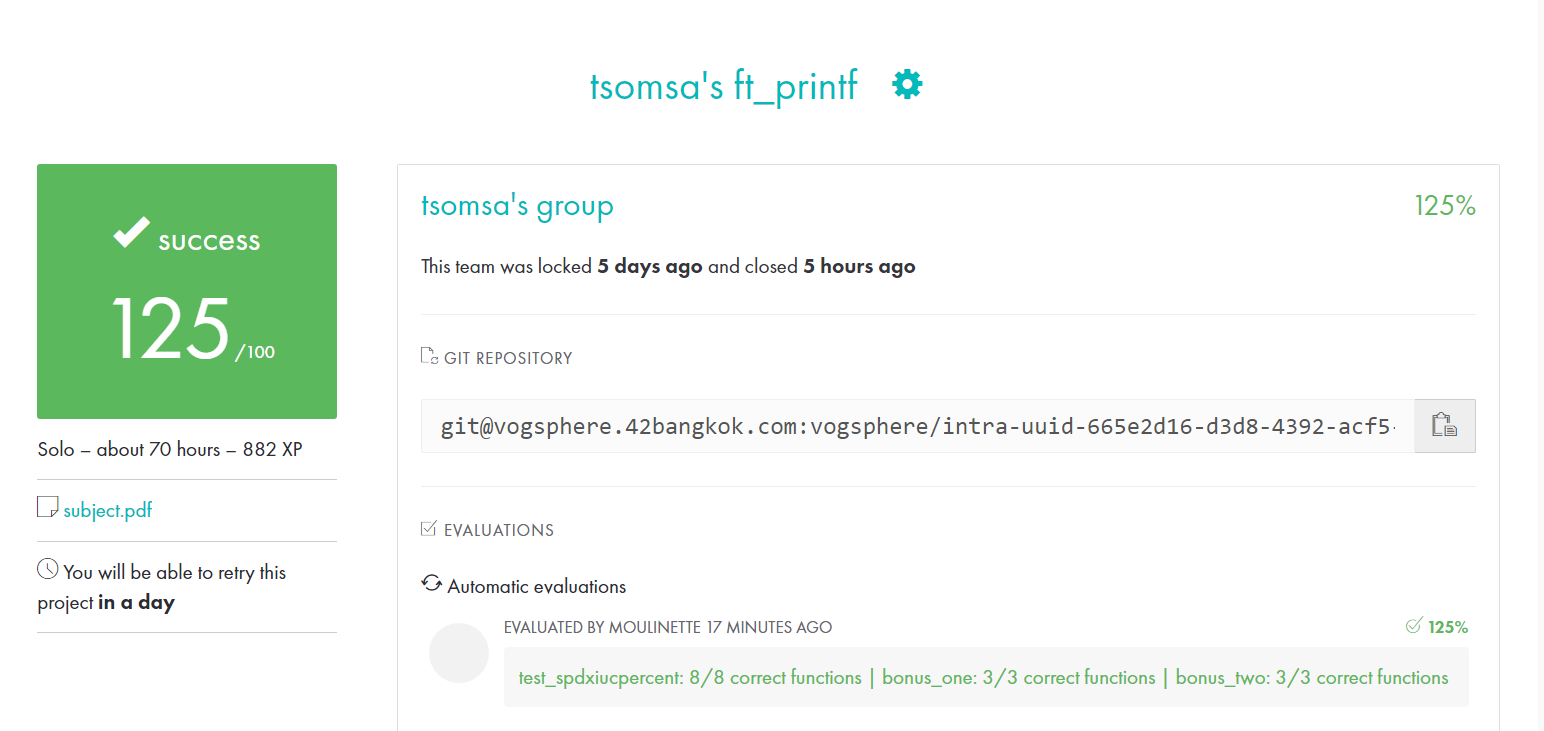 tsomsa's ft_printf
success
125 /100
Solo – about 70 hours – 882 XP
subject.pdf
You will be able to retry this
project in a day
tsomsa's group
125%
This team was locked 5 days ago and closed 5 hours ago
GIT REPOSITORY
git@vogsphere.42bangkok.com:vogsphere/intra-uuid-665e2d16-d3d8-4392-acf5-
EVALUATIONS
Automatic evaluations
EVALUATED BY MOULINETTE 17 MINUTES AGO
125%
test_spdxiucpercent: 8/8 correct functions | bonus_one: 3/3 correct functions | bonus_two: 3/3 correct functions